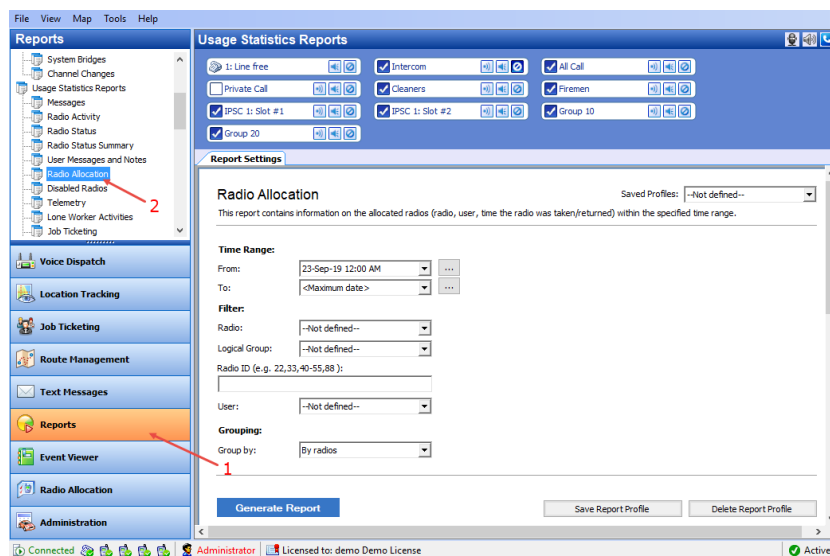 File View Map Tools Help
Reports
Usage Statistics Reports
System Bridges
Channel Changes
Usage Statistics Reports
Messages
Radio Activity
Radio Status
Radio Status Summary
User Messages and Notes
Radio Allocation
Disabled Radios
Telemetry
Lone Worker Activities
Job Ticketing
2
Voice Dispatch
Location Tracking
Job Ticketing
Route Management
Text Messages
Reports
Event Viewer
Radio Allocation
Administration
1
1: Line free
Intercom
All Call
Private Call
Cleaners
Firemen
IPSC 1: Slot #1
IPSC 1: Slot #2
Group 10
Group 20
Report Settings
Radio Allocation
Saved Profiles: --Not defined--
This report contains information on the allocated radios (radio, user, time the radio was taken/returned) within the specified time range.
Time Range:
From: 23-Sep-19 12:00 AM ...
To: <Maximum date> ...
Filter:
Radio: --Not defined--
Logical Group: --Not defined--
Radio ID (e.g. 22,33,40-55,88 ):
User: --Not defined--
Grouping:
Group by: By radios
Generate Report
Save Report Profile
Delete Report Profile
Connected
Administrator
Licensed to: demo Demo License
Active